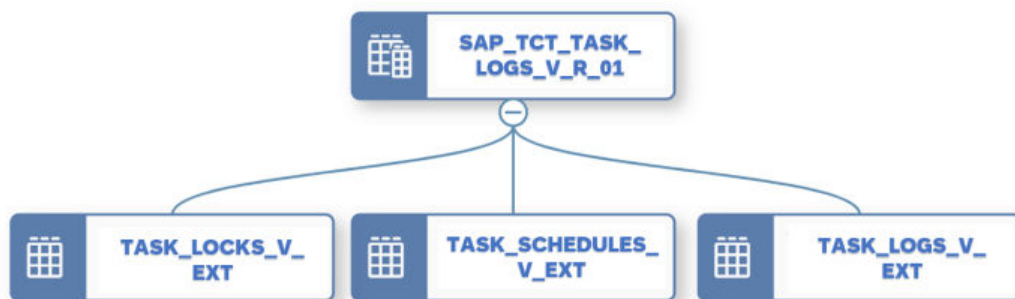 SAP_TCT_TASK_
LOGS_V_R_01
TASK_LOCKS_V_
EXT
TASK_SCHEDULES_
V_EXT
TASK_LOGS_V_
EXT